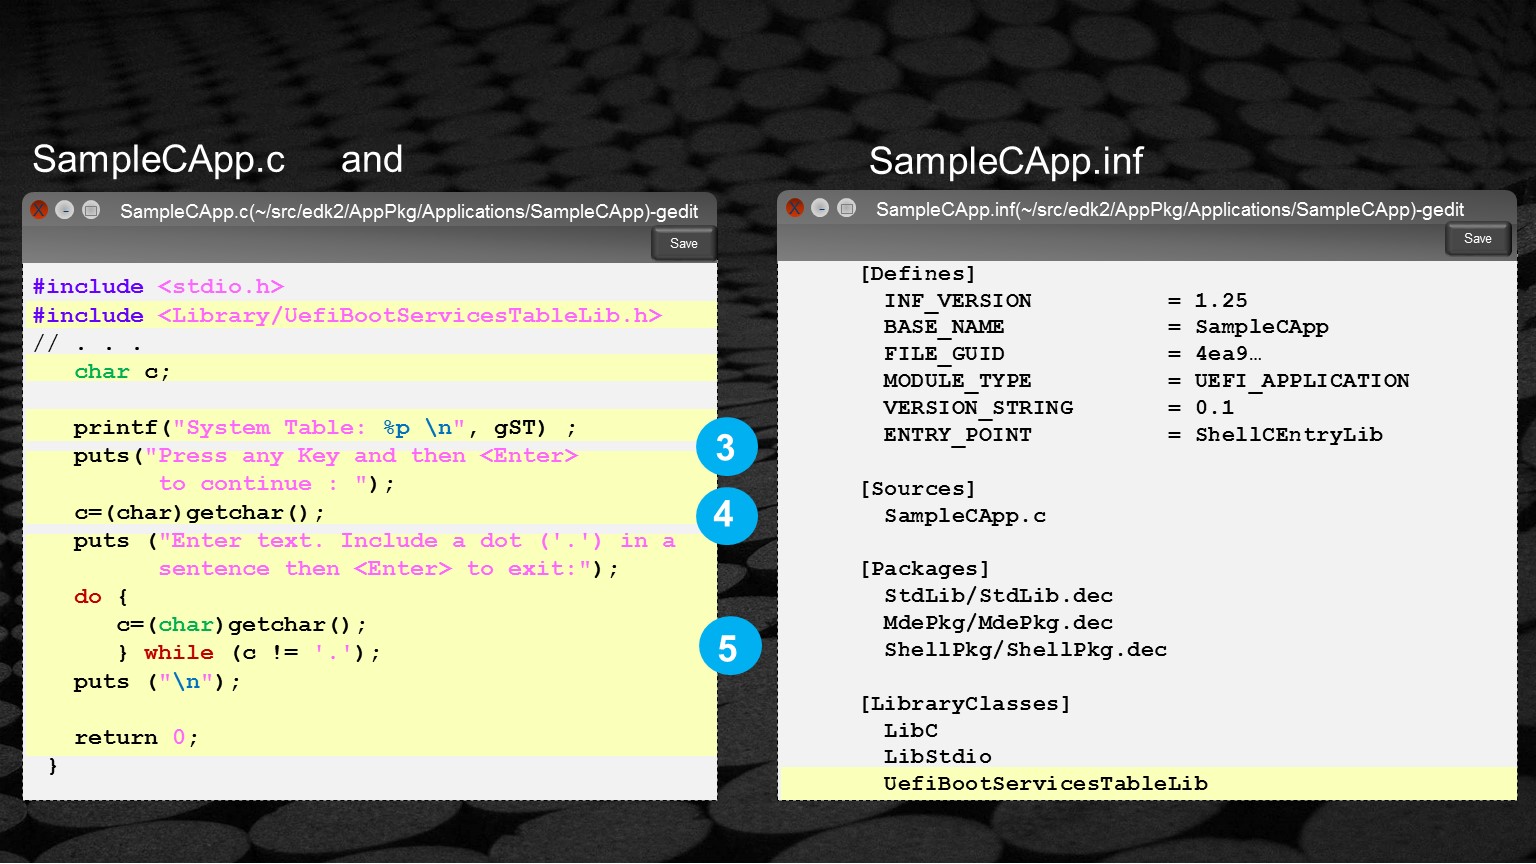 SampleCApp.c and
SampleCApp.c(~/src/edk2/AppPkg/Applications/SampleCApp)-gedit
Save
#include <stdio.h>
#include <Library/UefiBootServicesTableLib.h>
// . . .
char c;
printf("System Table: %p \n", gST) ;
puts("Press any Key and then <Enter>
to continue : ");
c=(char)getchar();
puts ("Enter text. Include a dot ('.') in a
sentence then <Enter> to exit:");
do {
c=(char)getchar();
} while (c != '.');
puts ("\n");
return 0;
}
3
4
5
SampleCApp.inf
SampleCApp.inf(~/src/edk2/AppPkg/Applications/SampleCApp)-gedit
Save
[Defines]
INF_VERSION = 1.25
BASE_NAME = SampleCApp
FILE_GUID = 4ea9…
MODULE_TYPE = UEFI_APPLICATION
VERSION_STRING = 0.1
ENTRY_POINT = ShellCEntryLib
[Sources]
SampleCApp.c
[Packages]
StdLib/StdLib.dec
MdePkg/MdePkg.dec
ShellPkg/ShellPkg.dec
[LibraryClasses]
LibC
LibStdio
UefiBootServicesTableLib